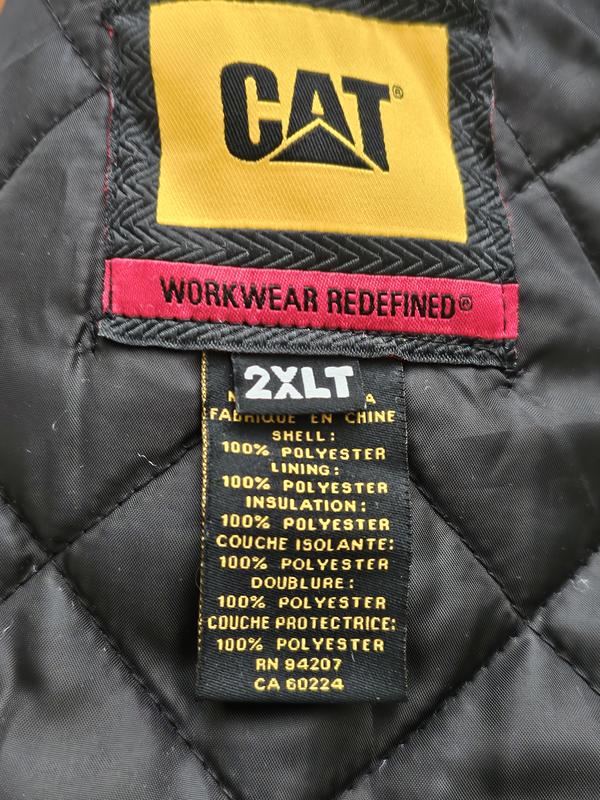 CAT®
WORKWEAR REDEFINED®
2XLT
FABRIQUE EN CHINE
SHELL:
100% POLYESTER
LINING:
100% POLYESTER
INSULATION:
100% POLYESTER
COUCHE ISOLANTE:
100% POLYESTER
DOUBLURE:
100% POLYESTER
COUCHE PROTECTRICE:
100% POLYESTER
RN 94207
CA 60224